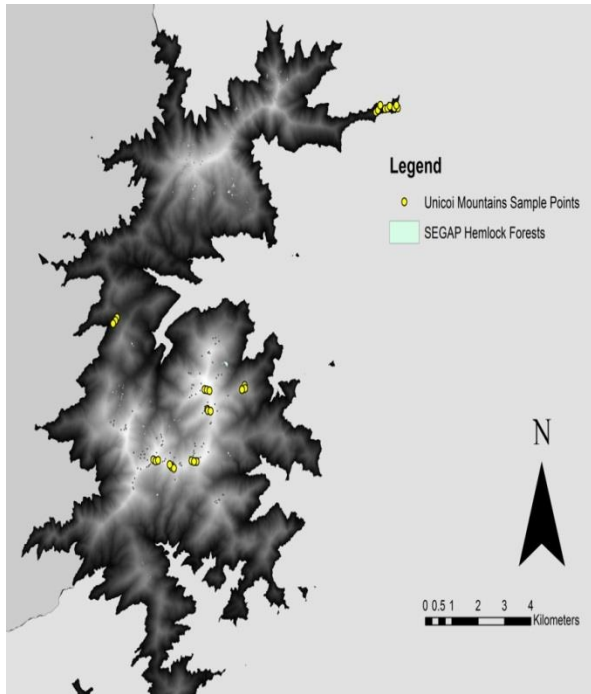 Legend
Unicoi Mountains Sample Points
SEGAP Hemlock Forests
N
0 0.5 1 2 3 4
Kilometers